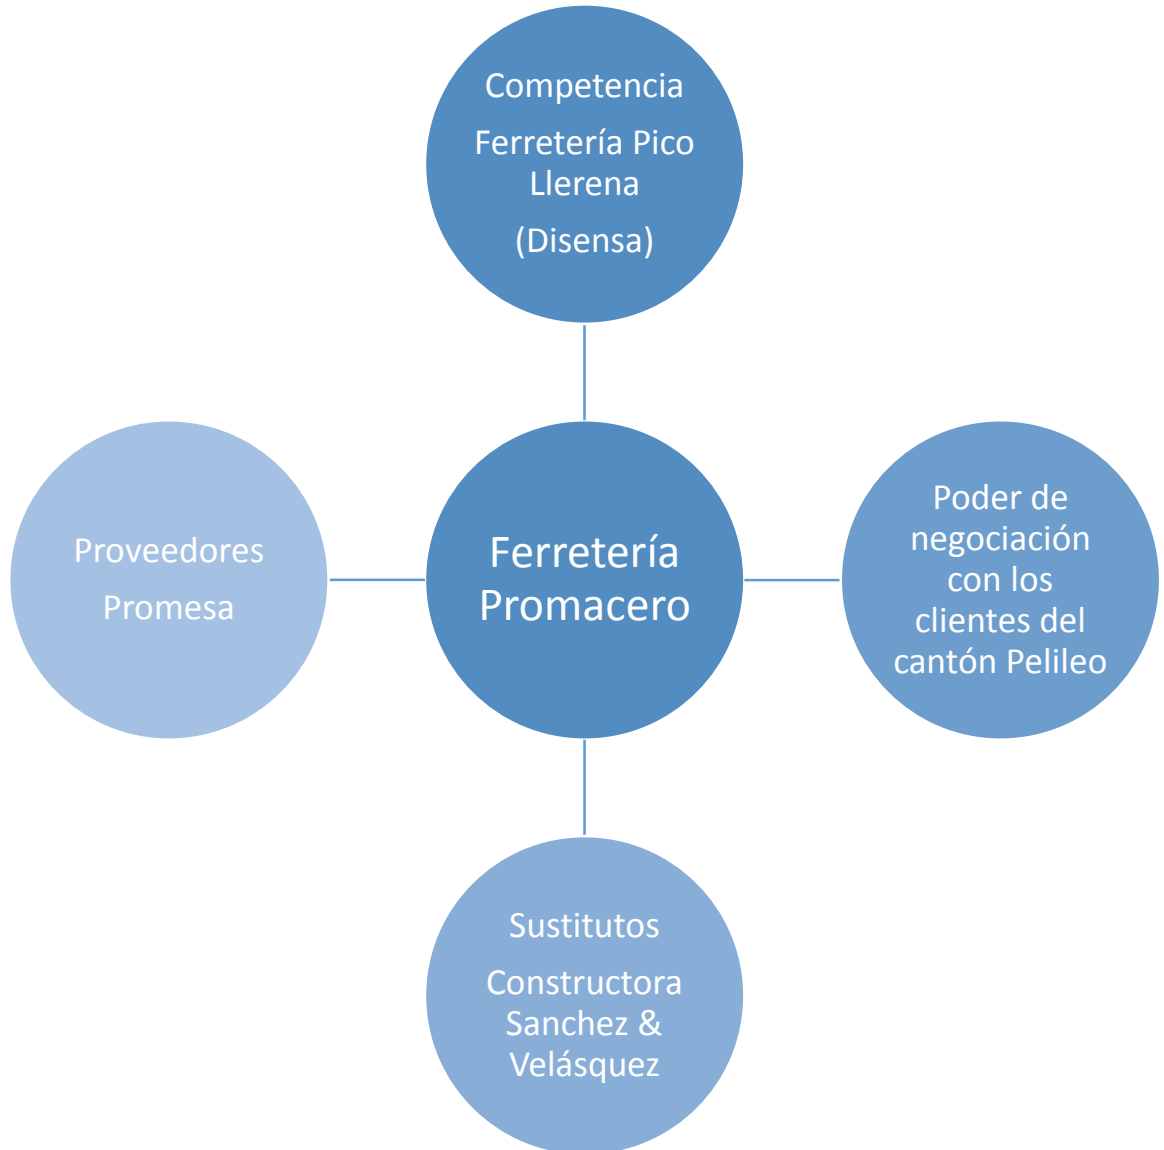 Competencia
Ferretería Pico
Llerena
(Disensa)
Proveedores
Promesa
Ferretería
Promacero
Poder de
negociación
con los
clientes del
cantón Pelileo
Sustitutos
Constructora
Sanchez &
Velásquez